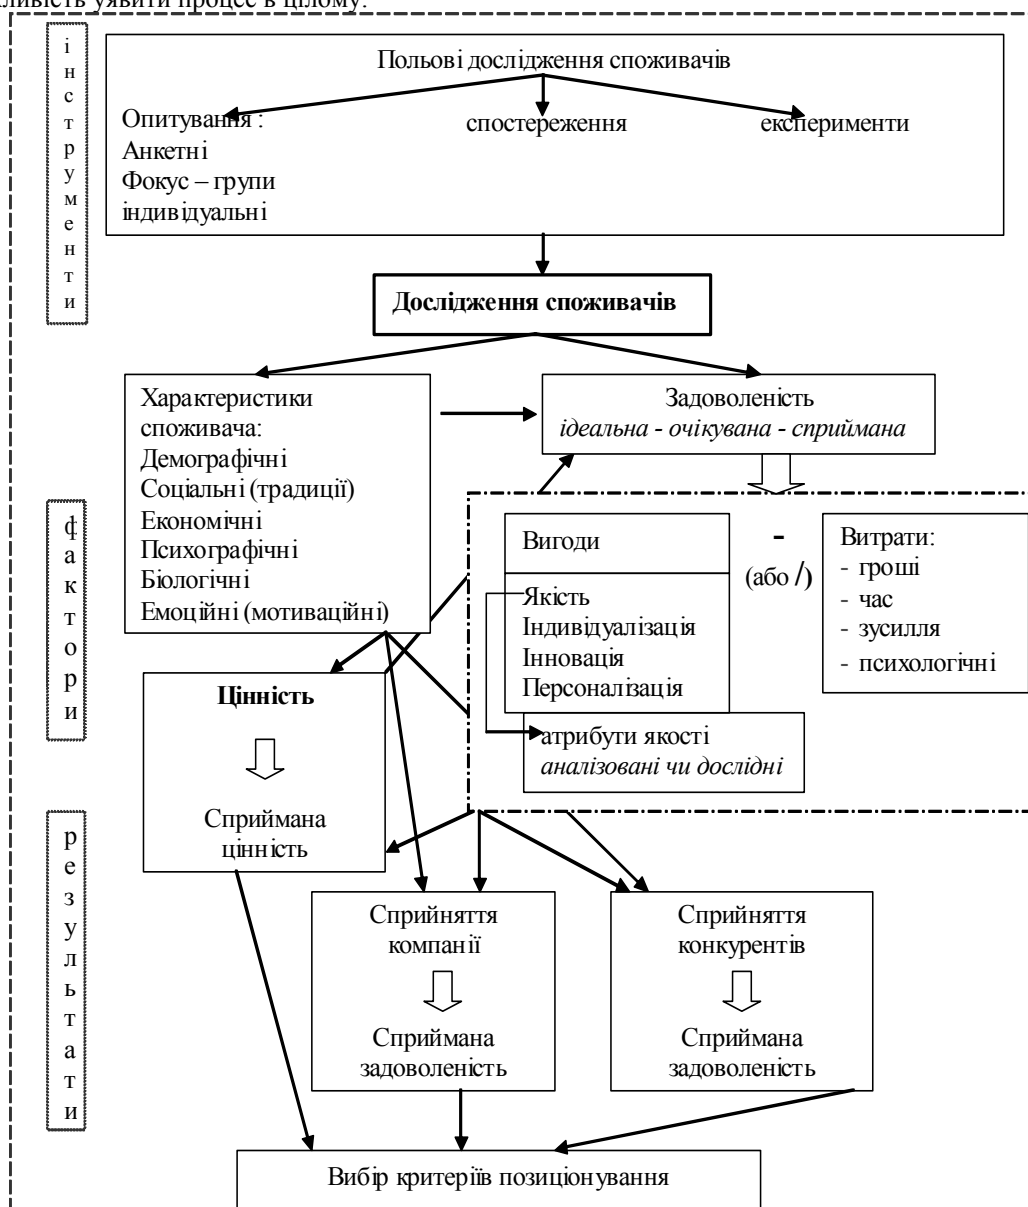 ливість уявити процес в цілому.
інструменти
Польові дослідження споживачів
Опитування :
Анкетні
Фокус – групи
індивідуальні
спостереження
експерименти
Дослідження споживачів
Характеристики
споживача:
Демографічні
Соціальні (традиції)
Економічні
Психографічні
Біологічні
Емоційні (мотиваційні)
Задоволеність
ідеальна - очікувана - сприймана
фактори
Вигоди
Якість
Індивідуалізація
Інновація
Персоналізація
-
(або /)
Витрати:
- гроші
- час
- зусилля
- психологічні
атрибути якості
аналізовані чи дослідні
Цінність
Сприймана
цінність
результати
Сприйняття
компанії
Сприймана
задоволеність
Сприйняття
конкурентів
Сприймана
задоволеність
Вибір критеріїв позиціонування